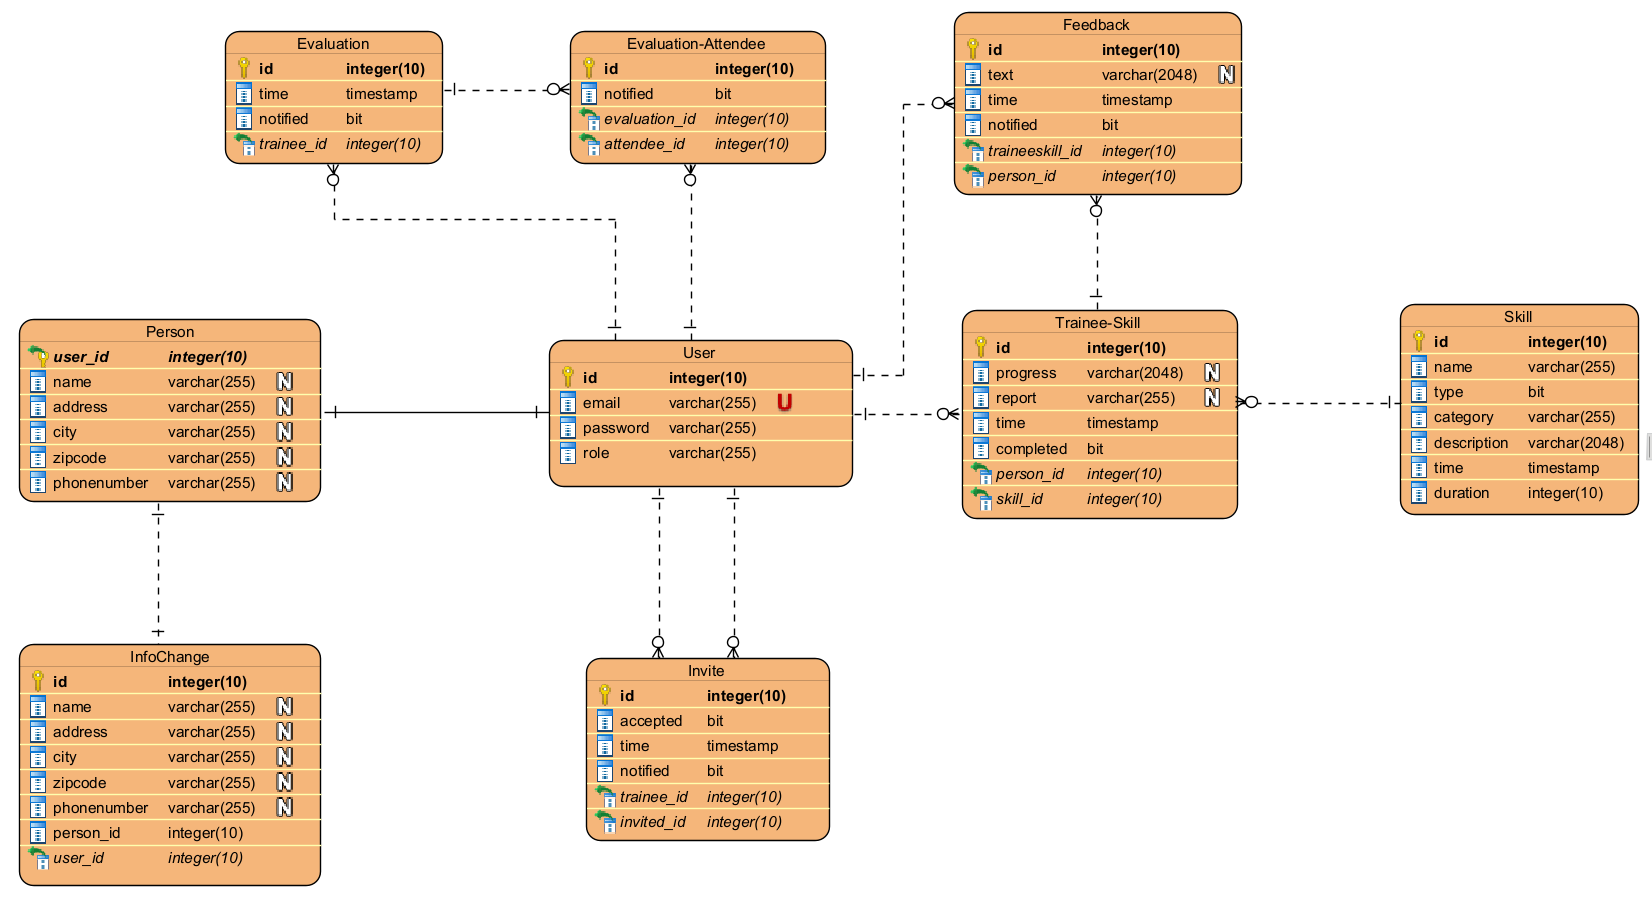 Evaluation
id integer(10)
time timestamp
notified bit
trainee_id integer(10)
Evaluation-Attendee
id integer(10)
notified bit
evaluation_id integer(10)
attendee_id integer(10)
Feedback
id integer(10)
text varchar(2048) N
time timestamp
notified bit
traineeskill_id integer(10)
person_id integer(10)
Person
user_id integer(10)
name varchar(255) N
address varchar(255) N
city varchar(255) N
zipcode varchar(255) N
phonenumber varchar(255) N
User
id integer(10)
email varchar(255) U
password varchar(255)
role varchar(255)
Trainee-Skill
id integer(10)
progress varchar(2048) N
report varchar(255) N
time timestamp
completed bit
person_id integer(10)
skill_id integer(10)
Skill
id integer(10)
name varchar(255)
type bit
category varchar(255)
description varchar(2048)
time timestamp
duration integer(10)
InfoChange
id integer(10)
name varchar(255) N
address varchar(255) N
city varchar(255) N
zipcode varchar(255) N
phonenumber varchar(255) N
person_id integer(10)
user_id integer(10)
Invite
id integer(10)
accepted bit
time timestamp
notified bit
trainee_id integer(10)
invited_id integer(10)